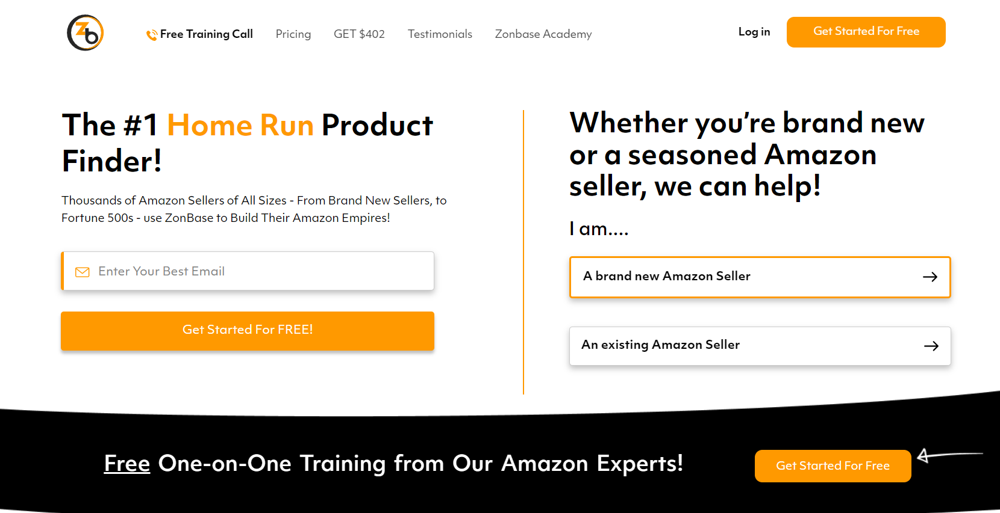 Zb
Free Training Call
Pricing
GET $402
Testimonials
Zonbase Academy
Log in
Get Started For Free
The #1 Home Run Product
Finder!
Thousands of Amazon Sellers of All Sizes - From Brand New Sellers, to
Fortune 500s - use ZonBase to Build Their Amazon Empires!
Enter Your Best Email
Get Started For FREE!
Whether you’re brand new
or a seasoned Amazon
seller, we can help!
I am....
A brand new Amazon Seller
An existing Amazon Seller
Free One-on-One Training from Our Amazon Experts!
Get Started For Free